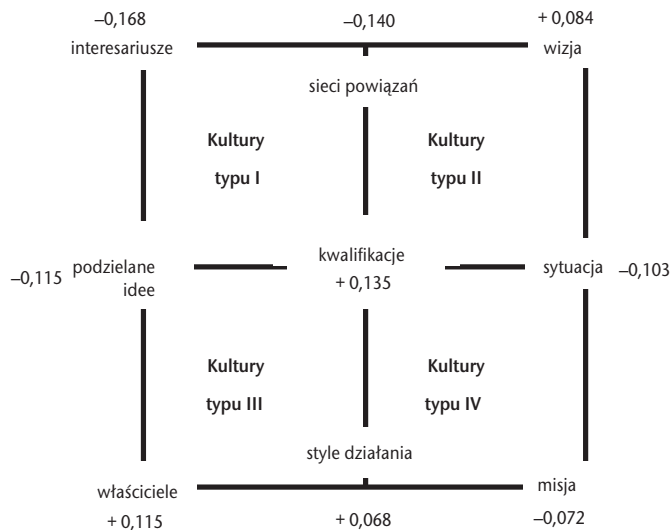 –0,168 –0,140 + 0,084
interesariusze wizja
sieci powiązań
Kultury Kultury
typu I typu II
podzielane kwalifikacje sytuacja
–0,115 –0,103
idee + 0,135
Kultury Kultury
typu III typu IV
style działania
właściciele misja
+ 0,115 + 0,068 –0,072